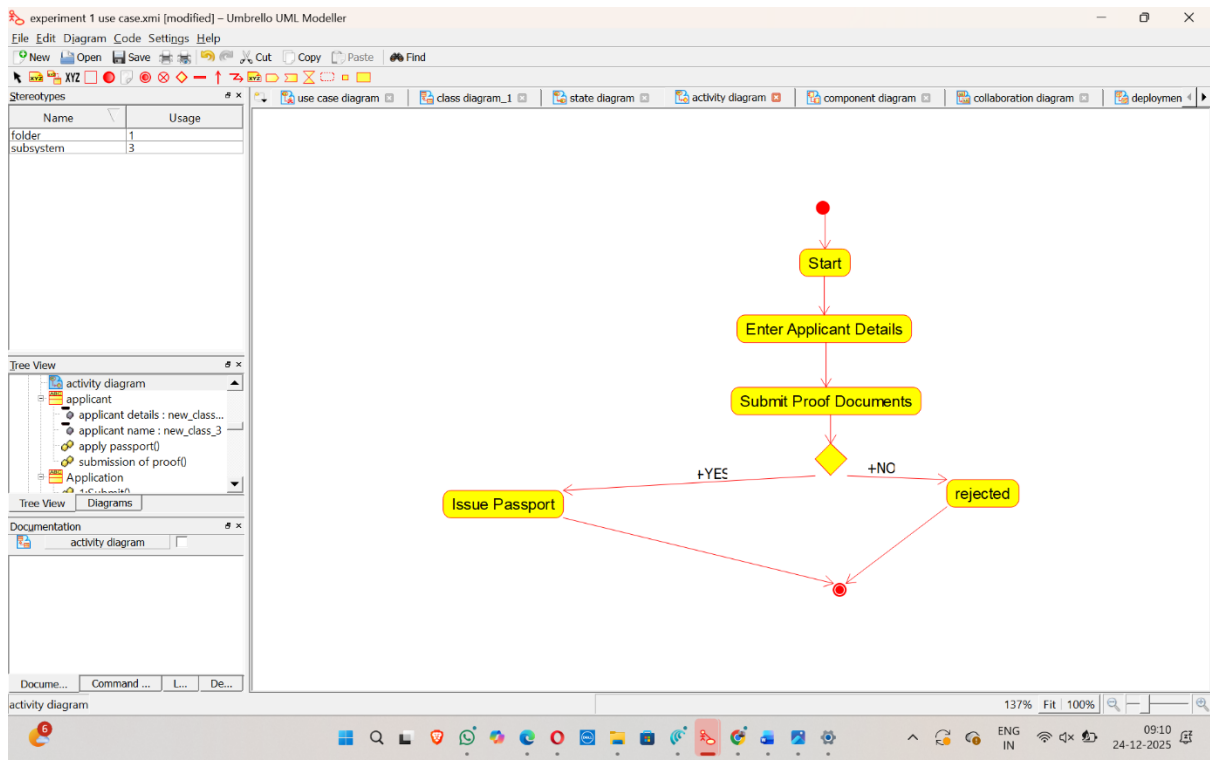 experiment 1 use case.xmi [modified] – Umbrello UML Modeller
File Edit Diagram Code Settings Help
New Open Save Cut Copy Paste Find
XYZ
Stereotypes
use case diagram class diagram_1 state diagram activity diagram component diagram collaboration diagram deploymen
Name Usage
folder 1
subsystem 3
Start
Enter Applicant Details
Submit Proof Documents
+YES +NO
Issue Passport rejected
Tree View
activity diagram
applicant
applicant details : new_class...
applicant name : new_class_3
apply passport()
submission of proof()
Application
1:Submit()
Tree View Diagrams
Documentation
activity diagram
Docume... Command ... L... De...
activity diagram 137% Fit 100%
6
ENG
IN
09:10
24-12-2025